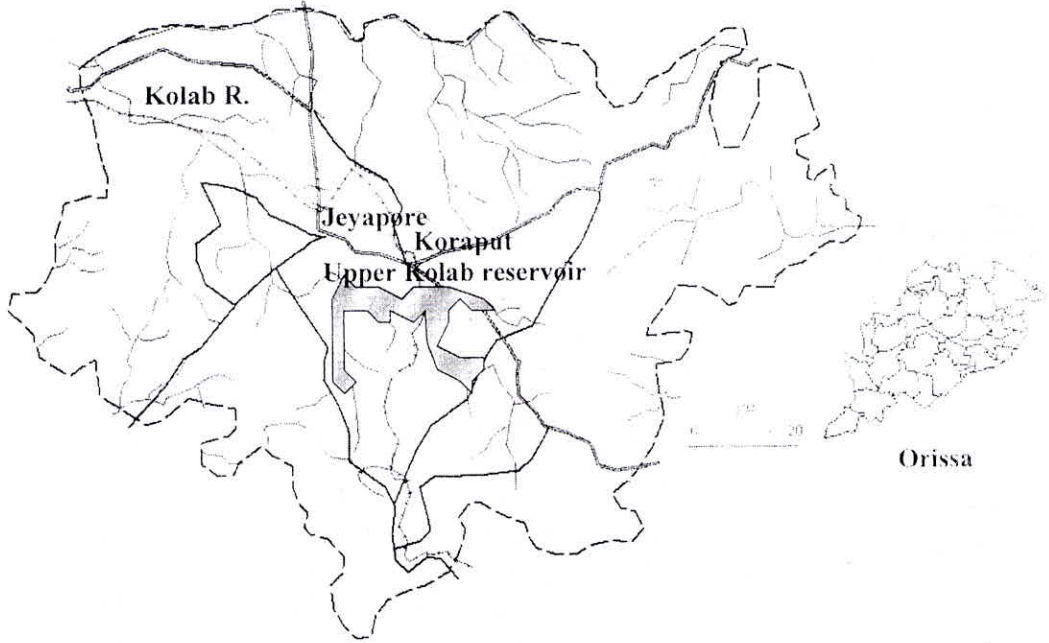 Kolab R.
Jeyapore
Koraput
Upper Kolab reservoir
20
Orissa